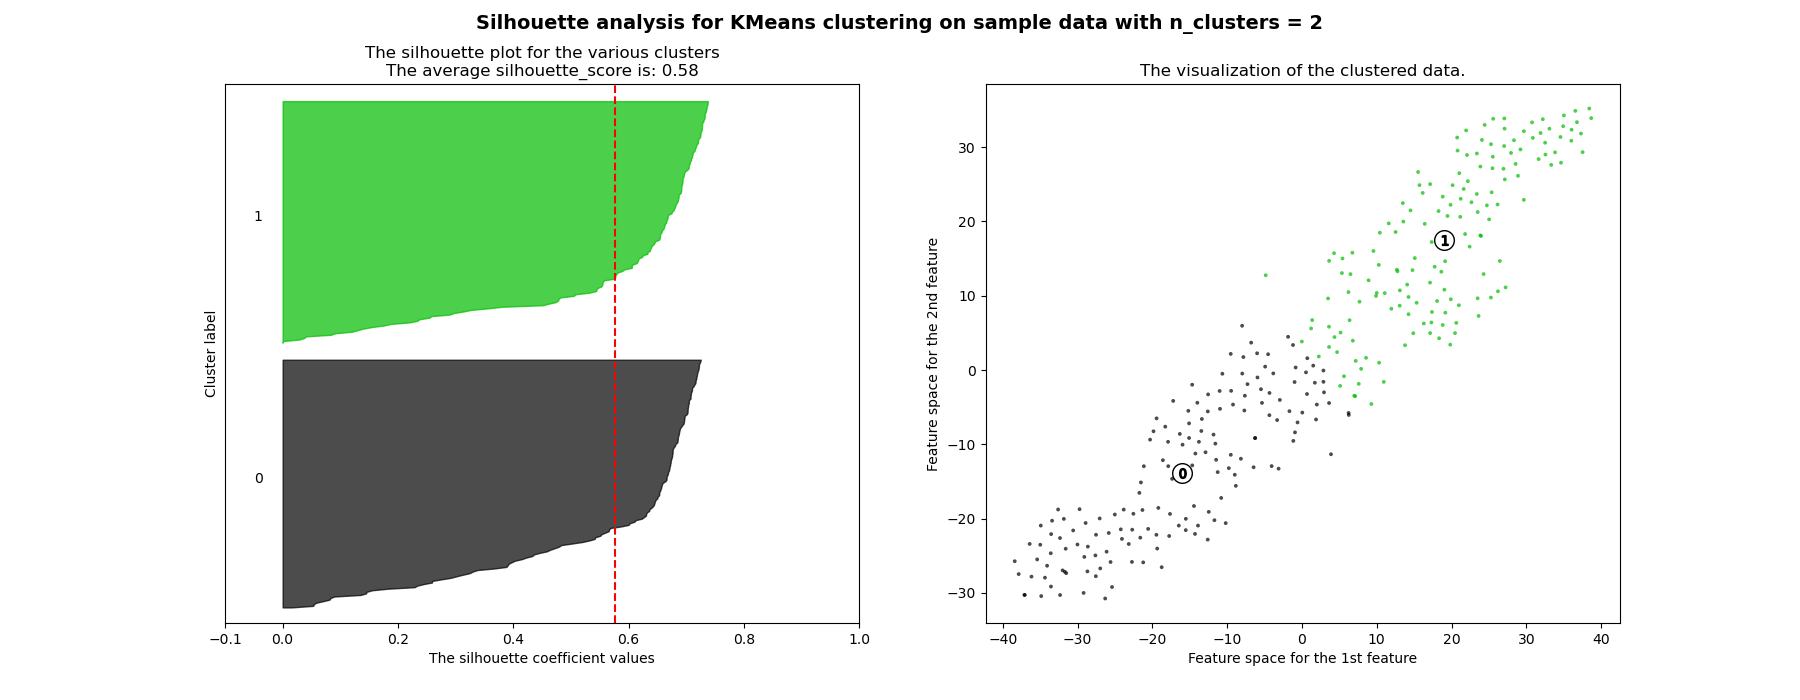 Silhouette analysis for KMeans clustering on sample data with n_clusters = 2
The silhouette plot for the various clusters
The average silhouette_score is: 0.58
Cluster label
1
0
−0.1 0.0 0.2 0.4 0.6 0.8 1.0
The silhouette coefficient values
The visualization of the clustered data.
Feature space for the 2nd feature
30
20
10
0
−10
−20
−30
1
0
−40 −30 −20 −10 0 10 20 30 40
Feature space for the 1st feature